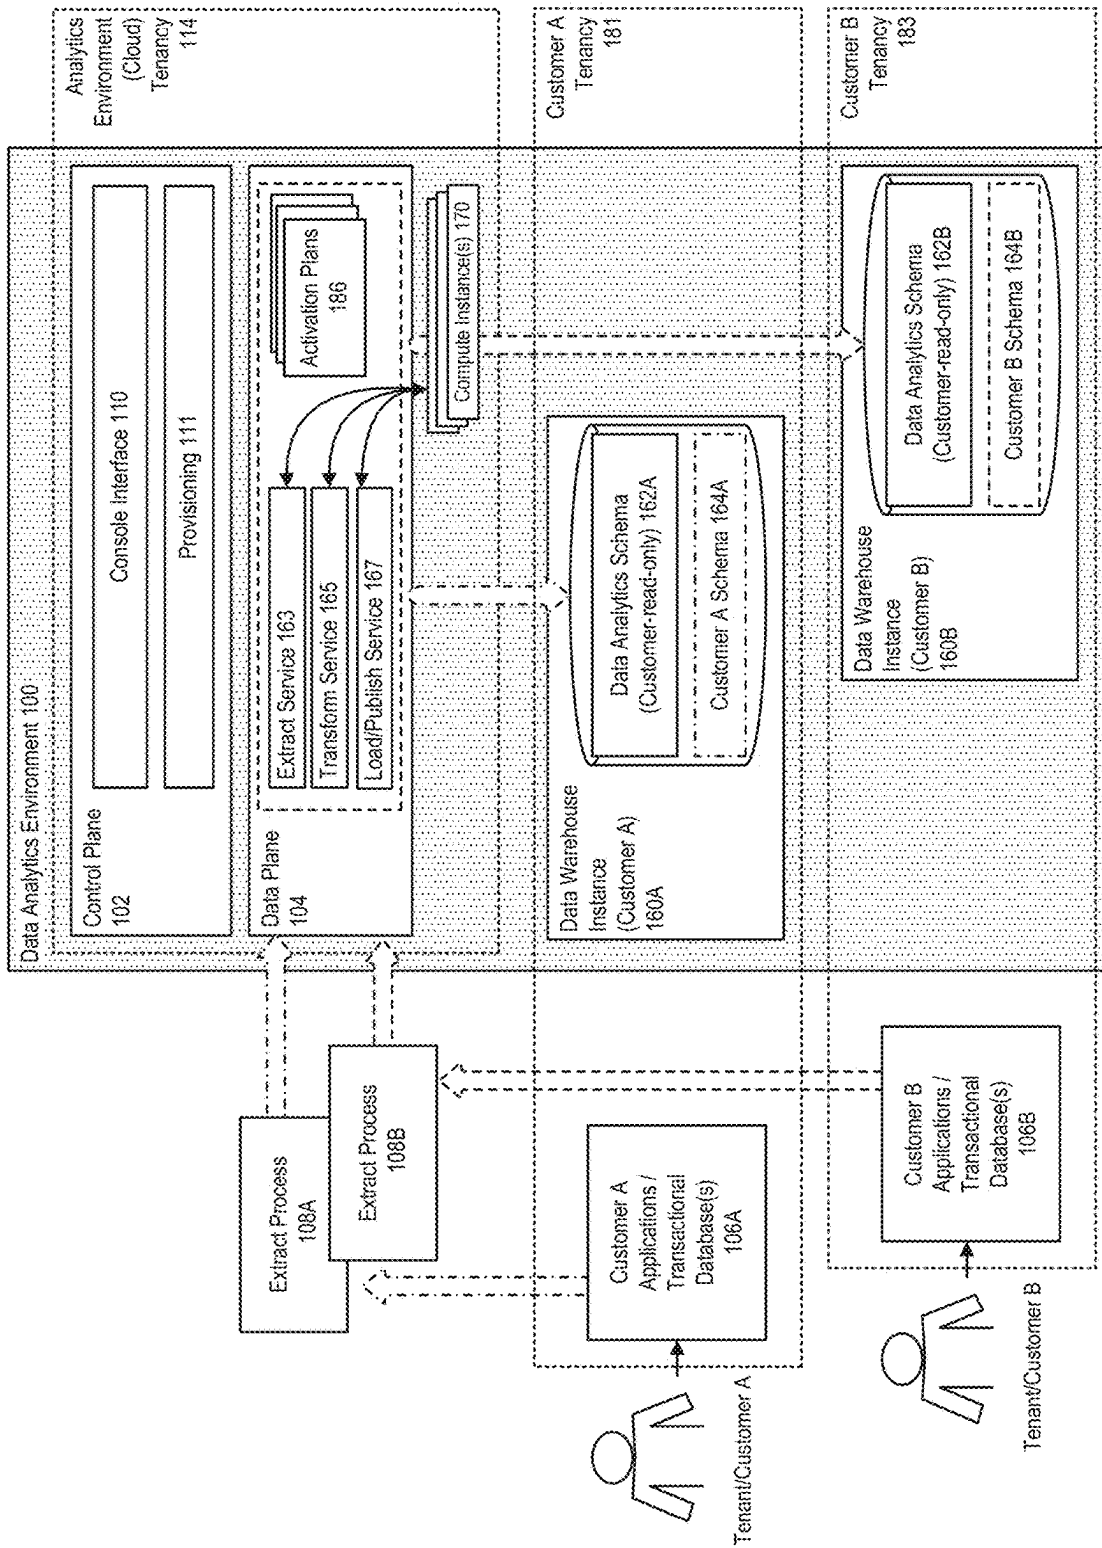 Data Analytics Environment 100
Analytics
Environment
(Cloud)
Tenancy
114
Control Plane
102
Console Interface 110
Provisioning 111
Data Plane
104
Extract Service 163
Transform Service 165
Load/Publish Service 167
Activation Plans
186
Compute Instance(s) 170
Extract Process
108A
Extract Process
108B
Customer A
Tenancy
181
Data Warehouse
Instance
(Customer A)
160A
Data Analytics Schema
(Customer-read-only) 162A
Customer A Schema 164A
Customer A
Applications /
Transactional
Database(s)
106A
Tenant/Customer A
Customer B
Tenancy
183
Data Warehouse
Instance
(Customer B)
160B
Data Analytics Schema
(Customer-read-only) 162B
Customer B Schema 164B
Customer B
Applications /
Transactional
Database(s)
106B
Tenant/Customer B